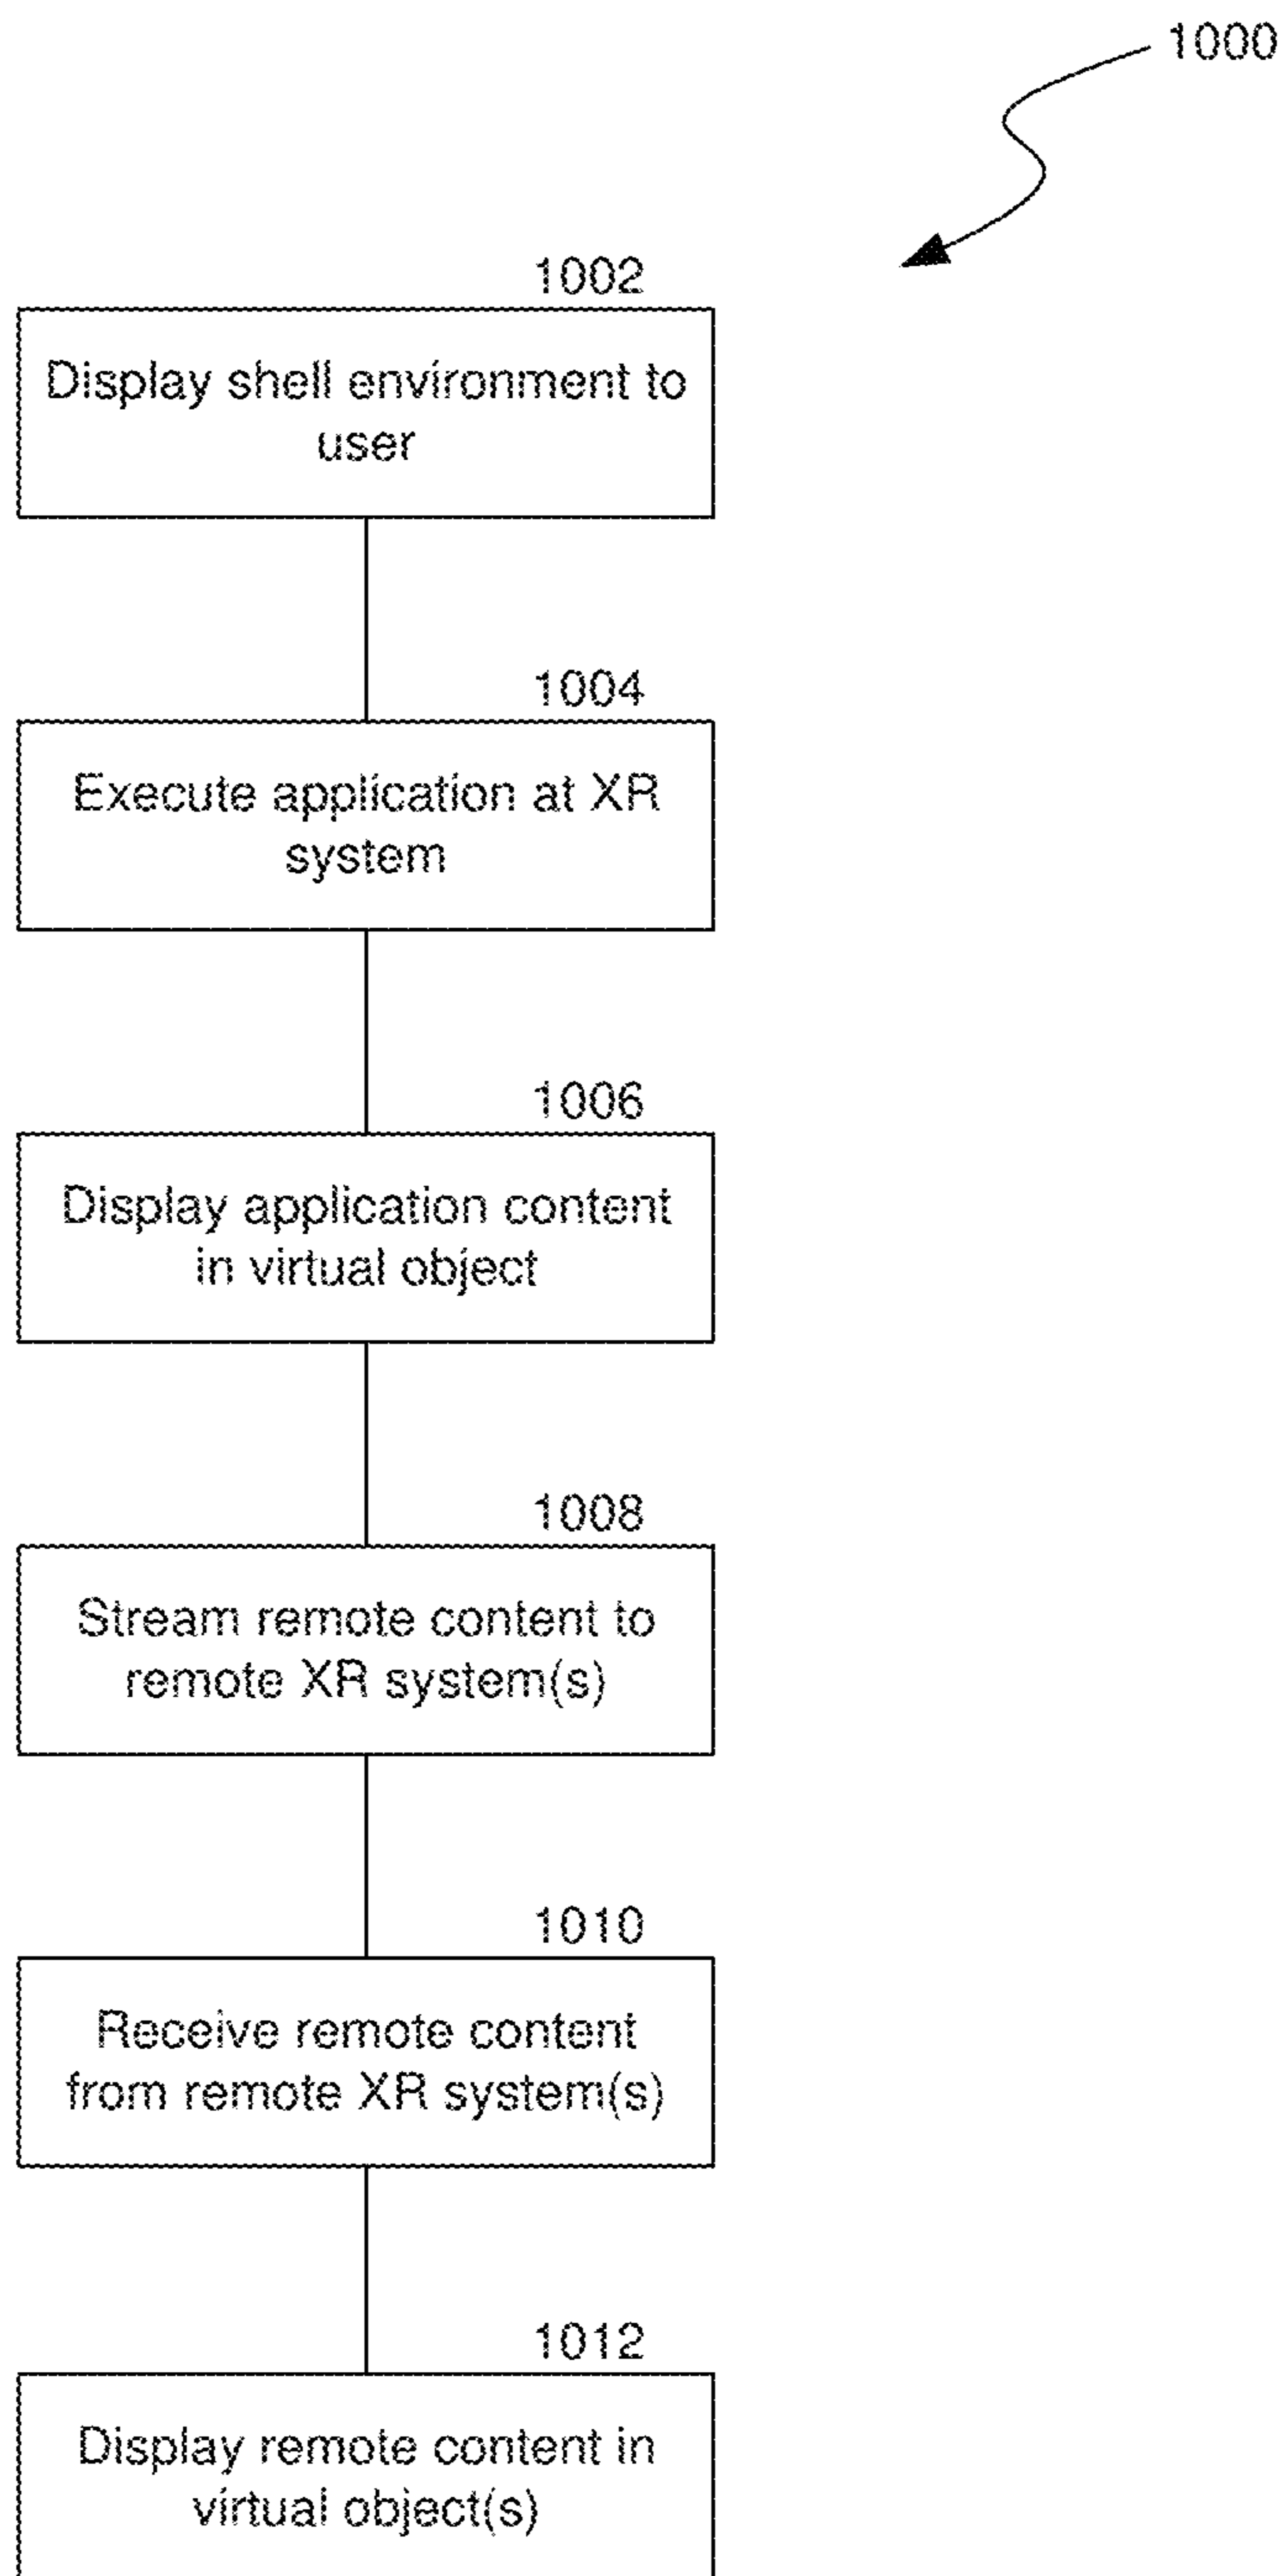 1000
1002
Display shell environment to
user
1004
Execute application at XR
system
1006
Display application content
in virtual object
1008
Stream remote content to
remote XR system(s)
1010
Receive remote content
from remote XR system(s)
1012
Display remote content in
virtual object(s)